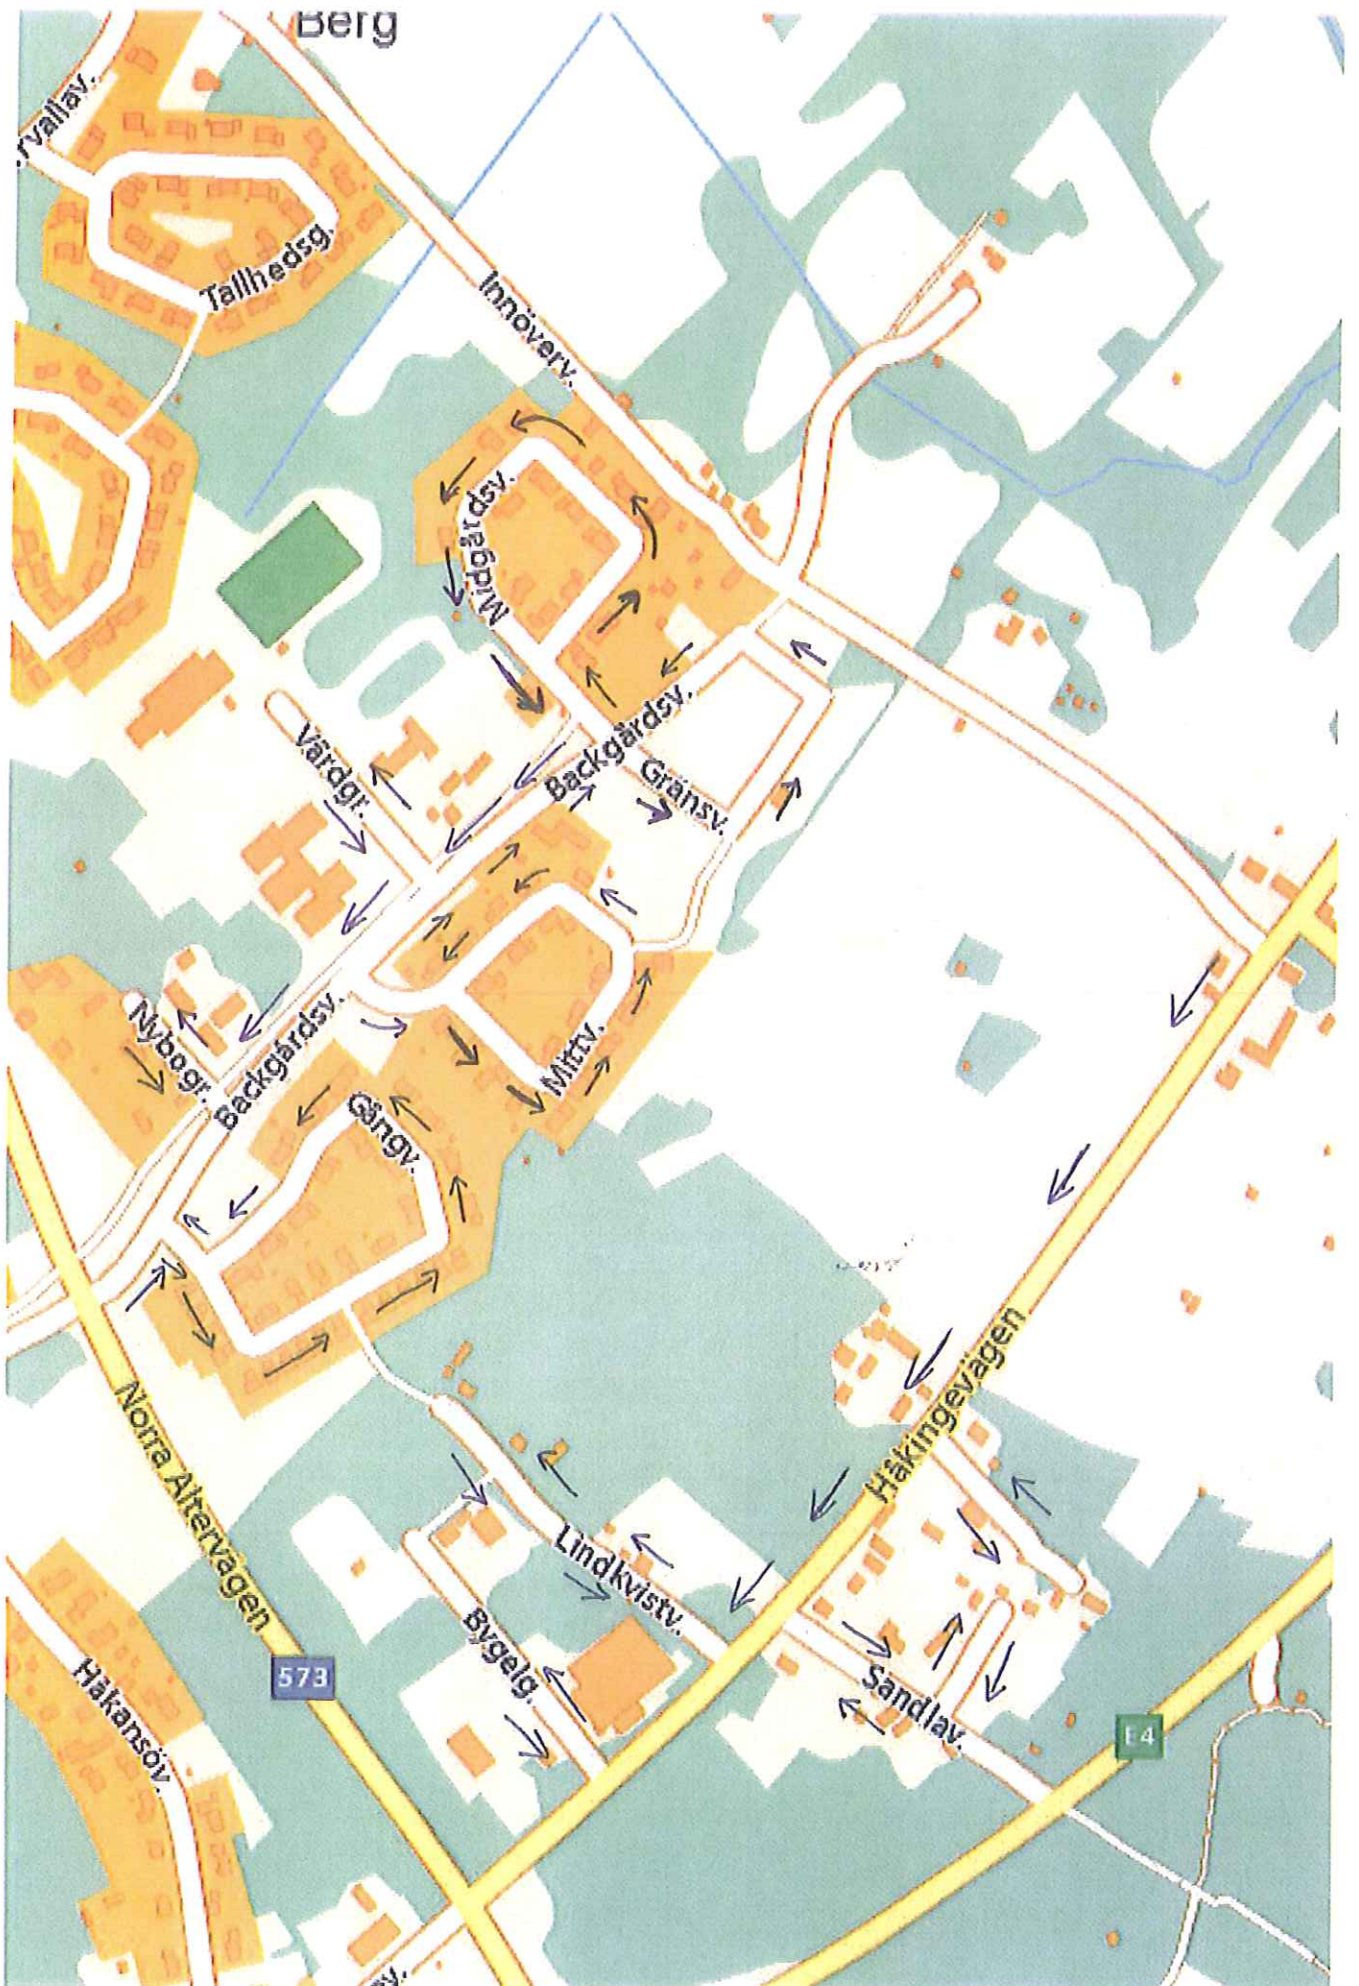 Berg
rvallav.
Tallhedsg.
Innöverv.
Midgårdsv.
Backgårdsv.
Gränsv.
Vårdgr.
Nybogr.
Backgårdsv.
Mittv.
Gångv.
Norra Altervägen
Håkingevägen
Lindkvistv.
Bygelg.
Sandlav.
573
Håkansöv.
E4